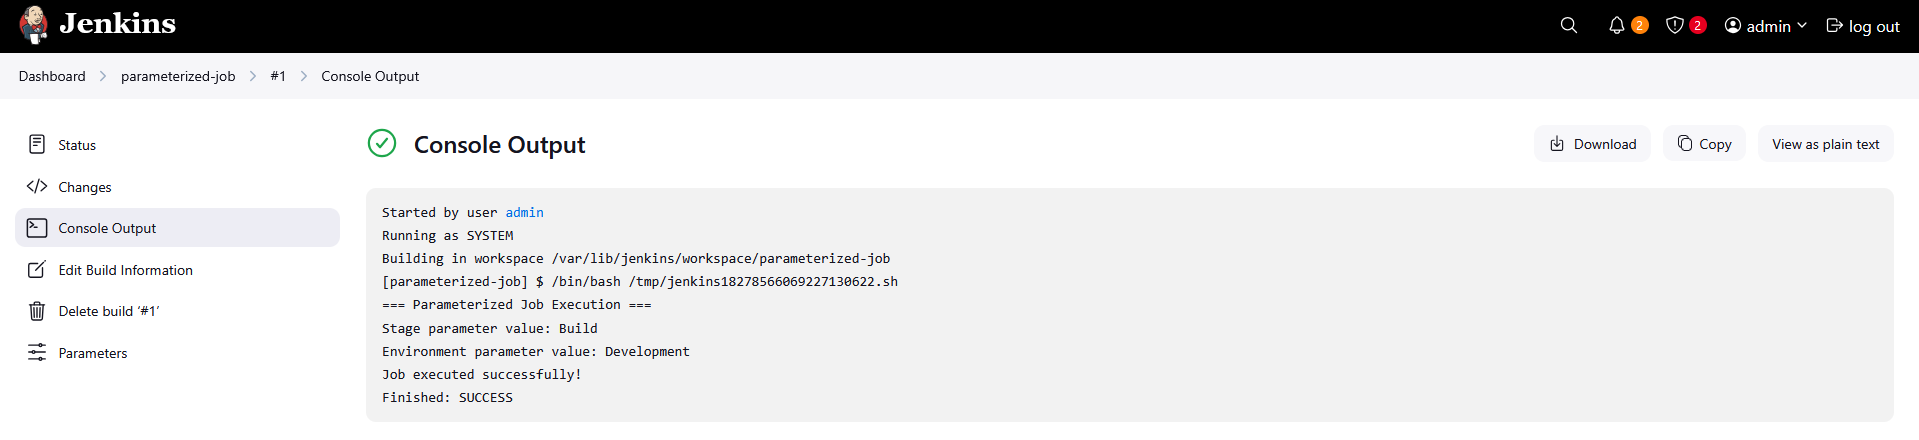 Jenkins
2
2
admin
log out
Dashboard
parameterized-job
#1
Console Output
Status
Changes
Console Output
Edit Build Information
Delete build ‘#1’
Parameters
Console Output
Download
Copy
View as plain text
Started by user admin
Running as SYSTEM
Building in workspace /var/lib/jenkins/workspace/parameterized-job
[parameterized-job] $ /bin/bash /tmp/jenkins18278566069227130622.sh
=== Parameterized Job Execution ===
Stage parameter value: Build
Environment parameter value: Development
Job executed successfully!
Finished: SUCCESS